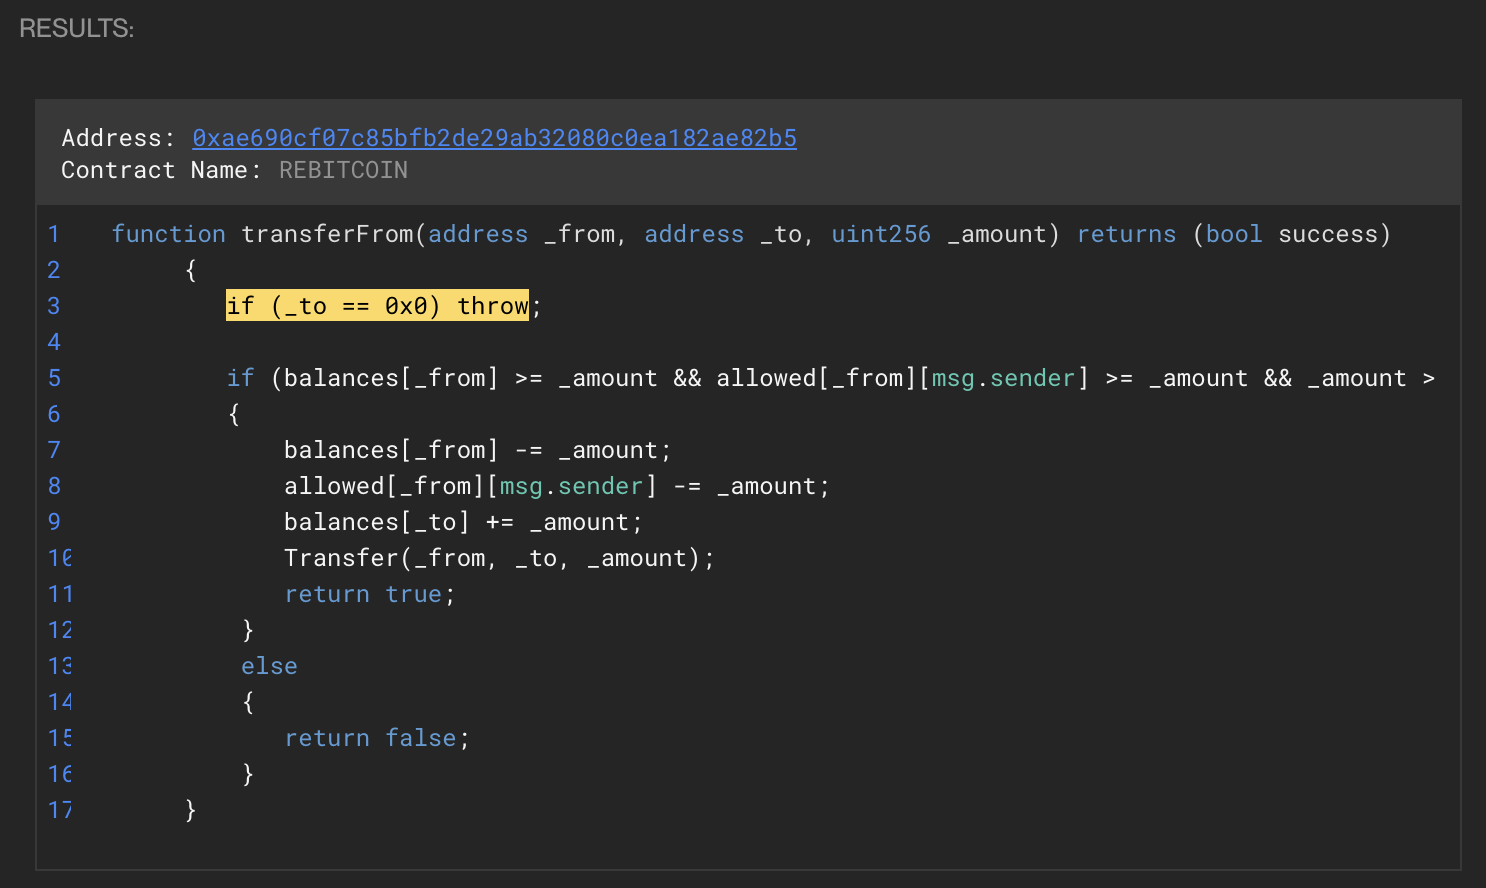 RESULTS:
Address: 0xae690cf07c85bfb2de29ab32080c0ea182ae82b5
Contract Name: REBITCOIN
1 function transferFrom(address _from, address _to, uint256 _amount) returns (bool success)
2 {
3 if (_to == 0x0) throw;
4
5 if (balances[_from] >= _amount && allowed[_from][msg.sender] >= _amount && _amount >
6 {
7 balances[_from] -= _amount;
8 allowed[_from][msg.sender] -= _amount;
9 balances[_to] += _amount;
10 Transfer(_from, _to, _amount);
11 return true;
12 }
13 else
14 {
15 return false;
16 }
17 }